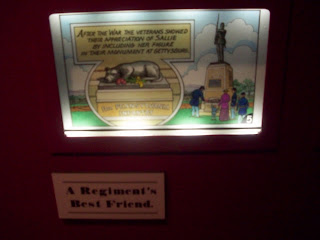 AFTER THE WAR THE VETERANS SHOWED
THEIR APPRECIATION OF SALLIE
BY INCLUDING HER FIGURE
IN THEIR MONUMENT AT GETTYSBURG.
A Regiment's
Best Friend.